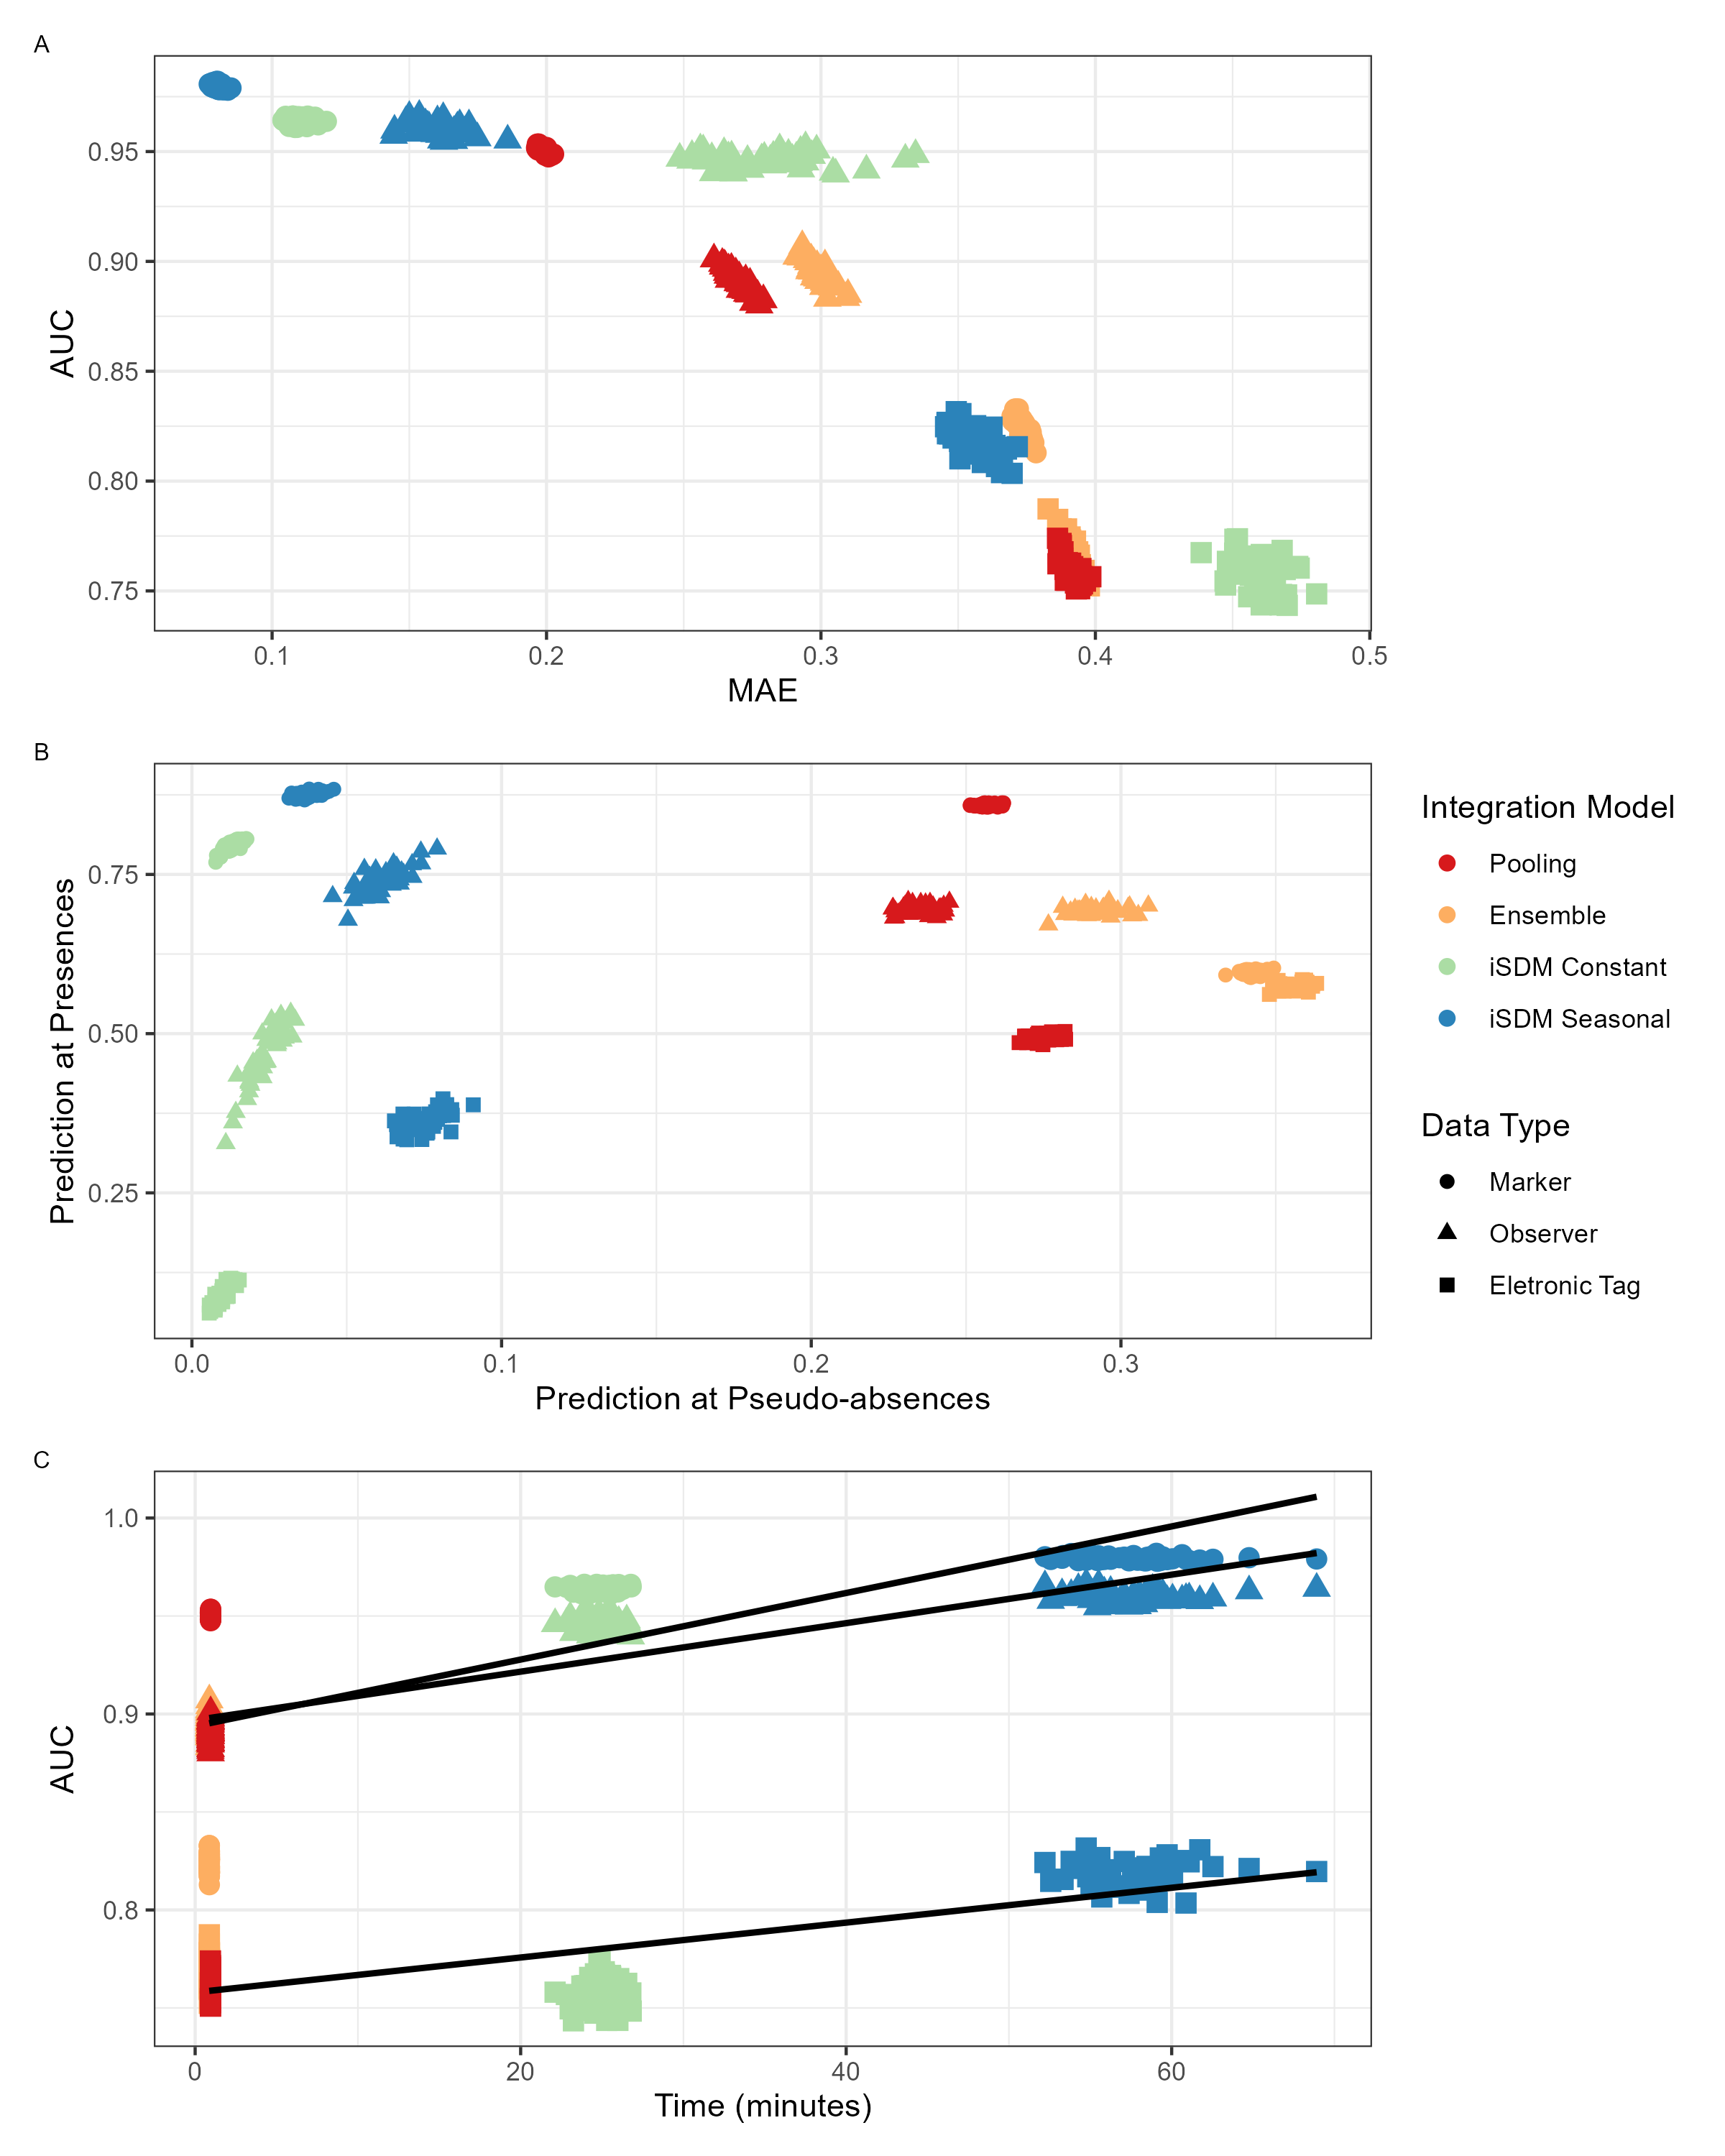 A
0.95
0.90
0.85
0.80
0.75
AUC
0.1 0.2 0.3 0.4 0.5
MAE
B
0.75
0.50
0.25
Prediction at Presences
0.0 0.1 0.2 0.3
Prediction at Pseudo-absences
Integration Model
Pooling
Ensemble
iSDM Constant
iSDM Seasonal
Data Type
Marker
Observer
Eletronic Tag
C
1.0
0.9
0.8
AUC
0 20 40 60
Time (minutes)